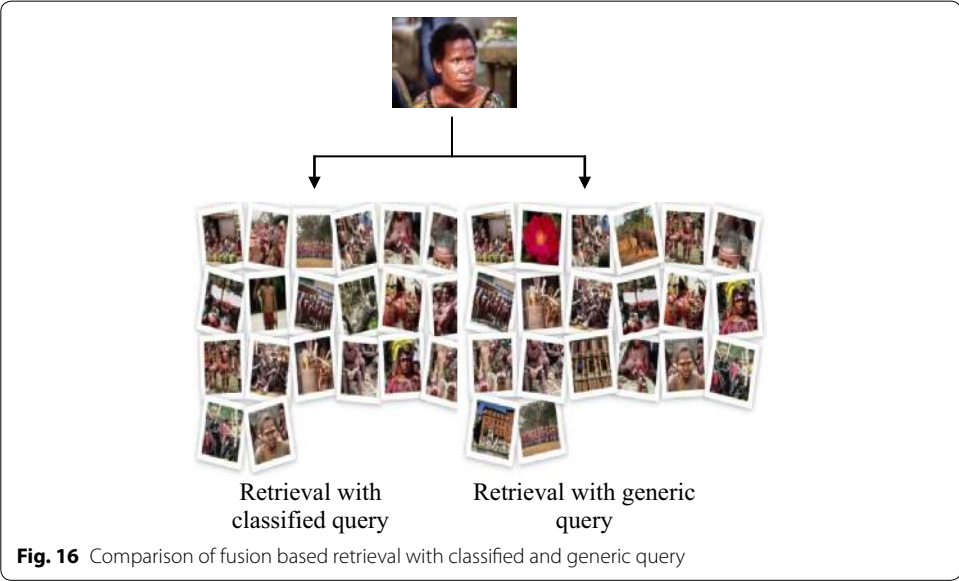 Retrieval with
classified query
Retrieval with generic
query
Fig. 16 Comparison of fusion based retrieval with classified and generic query